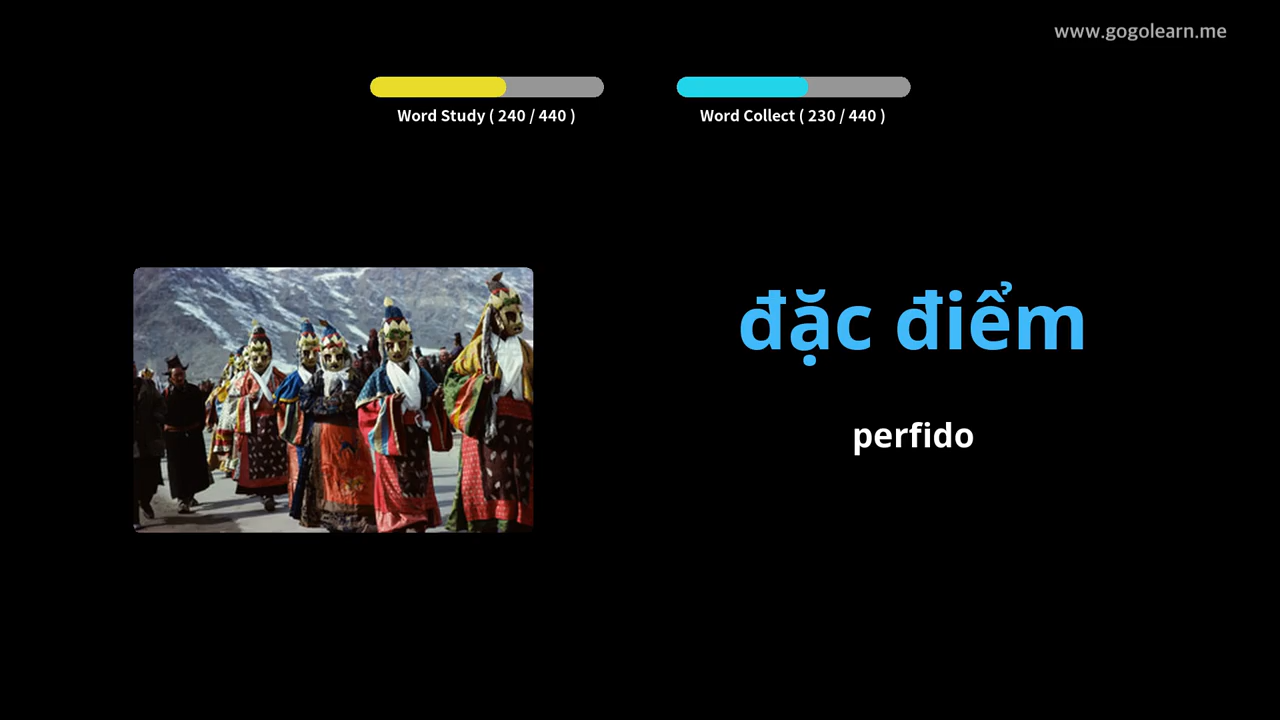 www.gogolearn.me
Word Study ( 240 / 440 )
Word Collect ( 230 / 440 )
đặc điểm
perfido